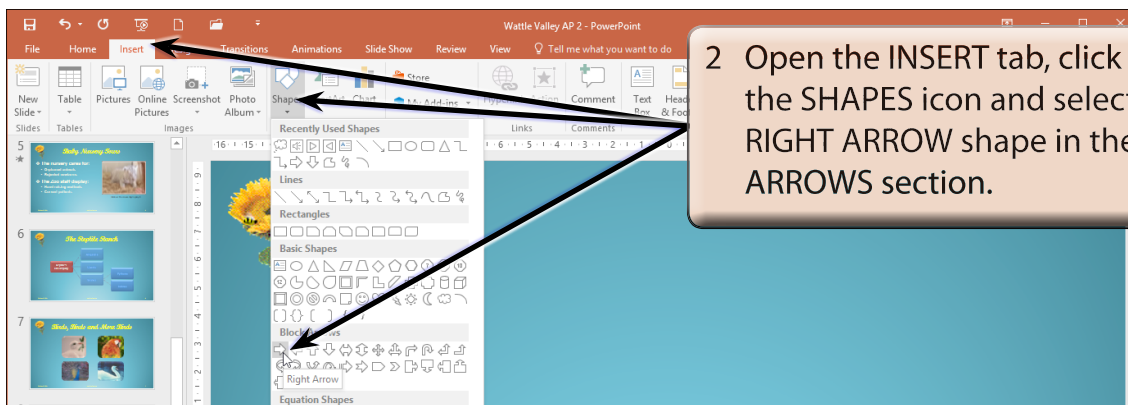 Wattle Valley AP 2 - PowerPoint
File Home Insert Transitions Animations Slide Show Review View Tell me what you want to do
Store
New Table Pictures Online Screenshot Photo Comment Text
Slide Pictures Album My Add-ins Box
Slides Tables Images Links Comments
Recently Used Shapes
Lines
Rectangles
Basic Shapes
Block Arrows
Right Arrow
Equation Shapes
5
6
The Reptile Stench
7
Birds, Birds and More Birds
2 Open the INSERT tab, click
the SHAPES icon and select
RIGHT ARROW shape in the
ARROWS section.